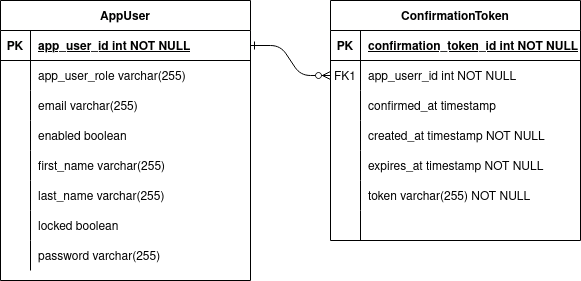 AppUser
PK app_user_id int NOT NULL
app_user_role varchar(255)
email varchar(255)
enabled boolean
first_name varchar(255)
last_name varchar(255)
locked boolean
password varchar(255)
ConfirmationToken
PK confirmation_token_id int NOT NULL
FK1 app_userr_id int NOT NULL
confirmed_at timestamp
created_at timestamp NOT NULL
expires_at timestamp NOT NULL
token varchar(255) NOT NULL